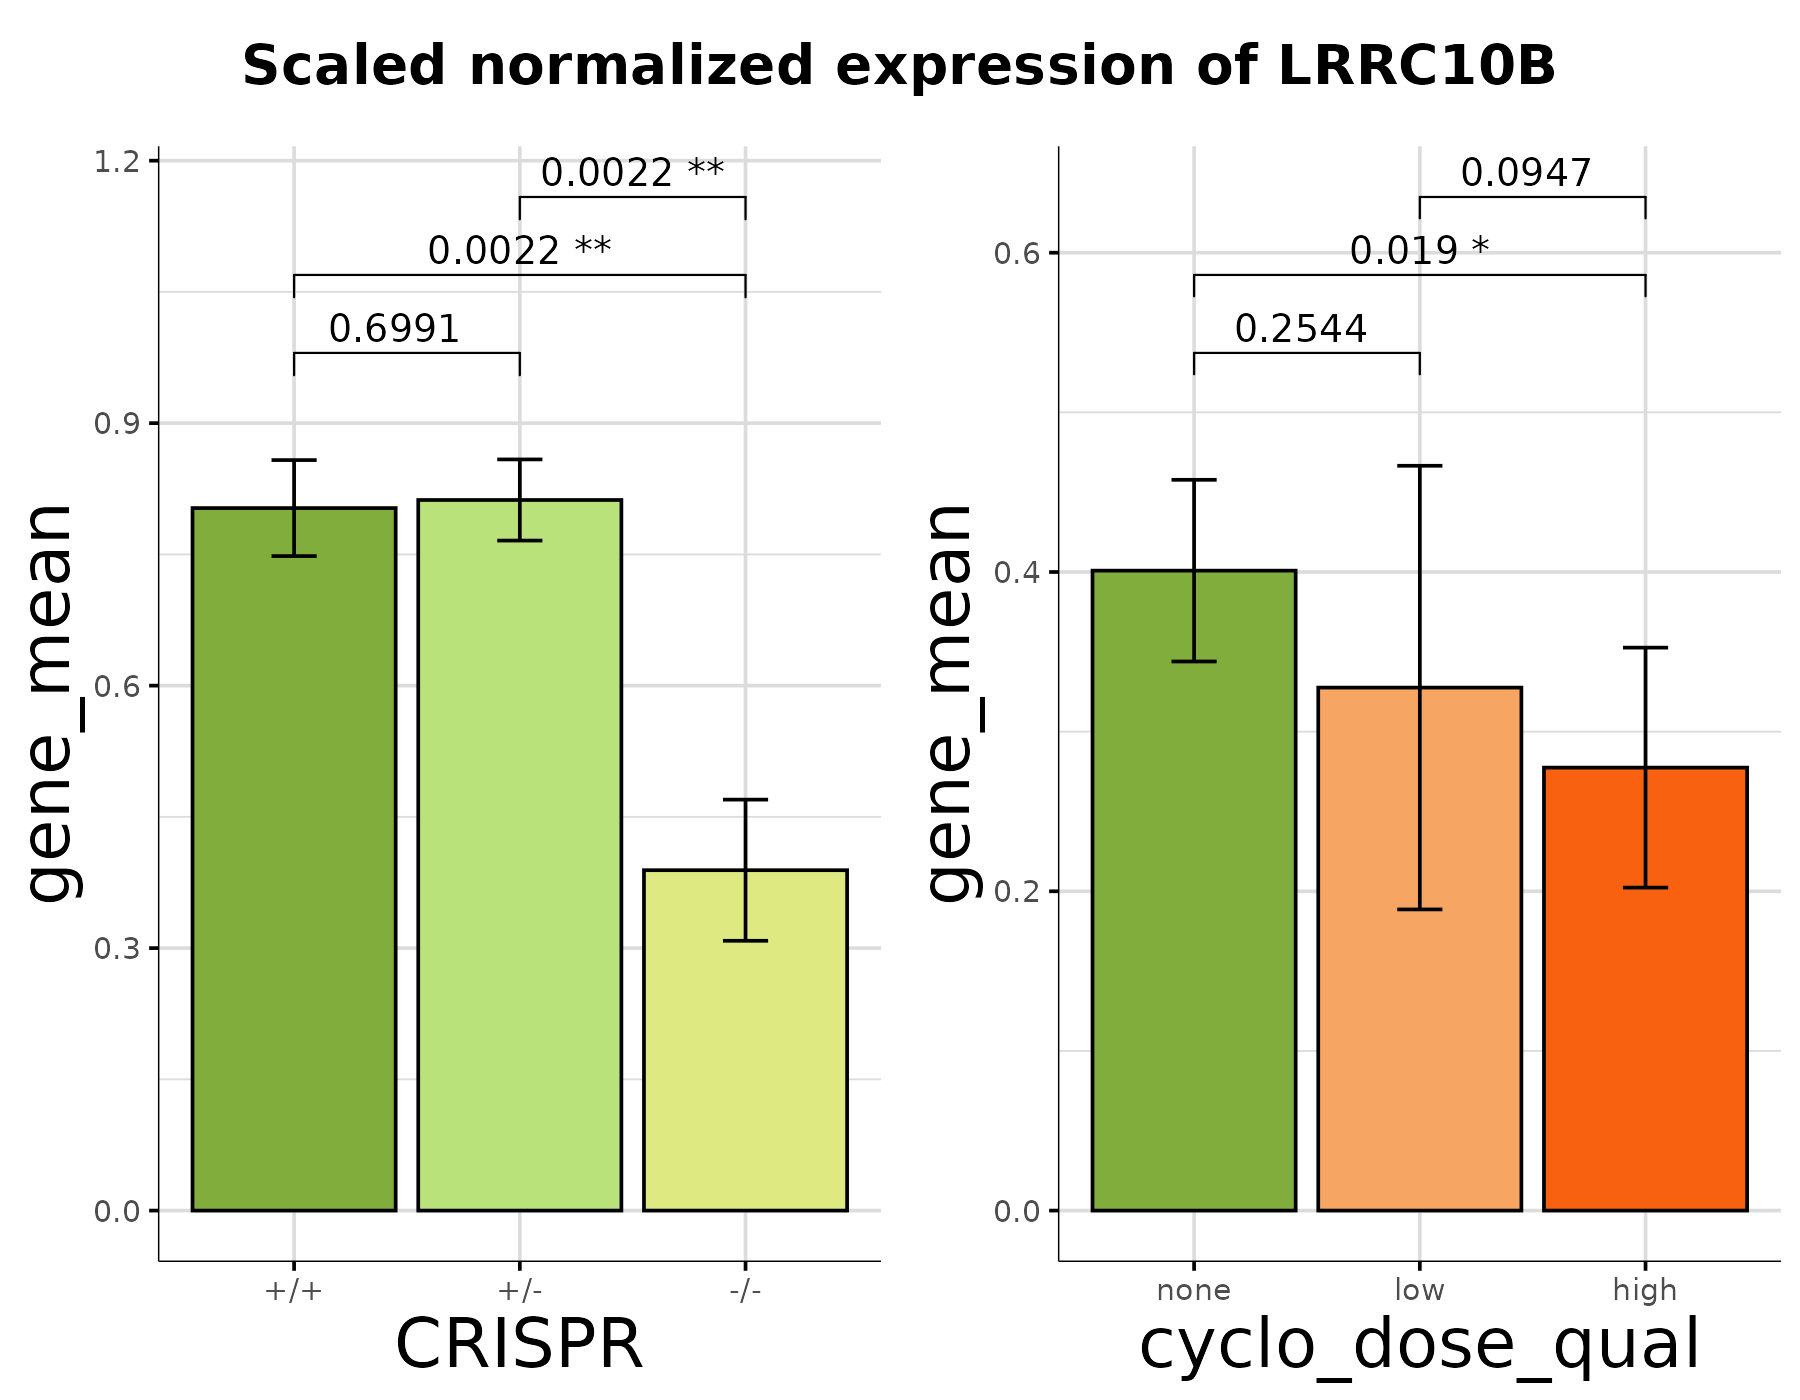 Scaled normalized expression of LRRC10B
gene_mean
1.2
0.9
0.6
0.3
0.0
0.0022 **
0.0022 **
0.6991
+/+
+/-
-/-
CRISPR
gene_mean
0.6
0.4
0.2
0.0
0.0947
0.019 *
0.2544
none
low
high
cyclo_dose_qual